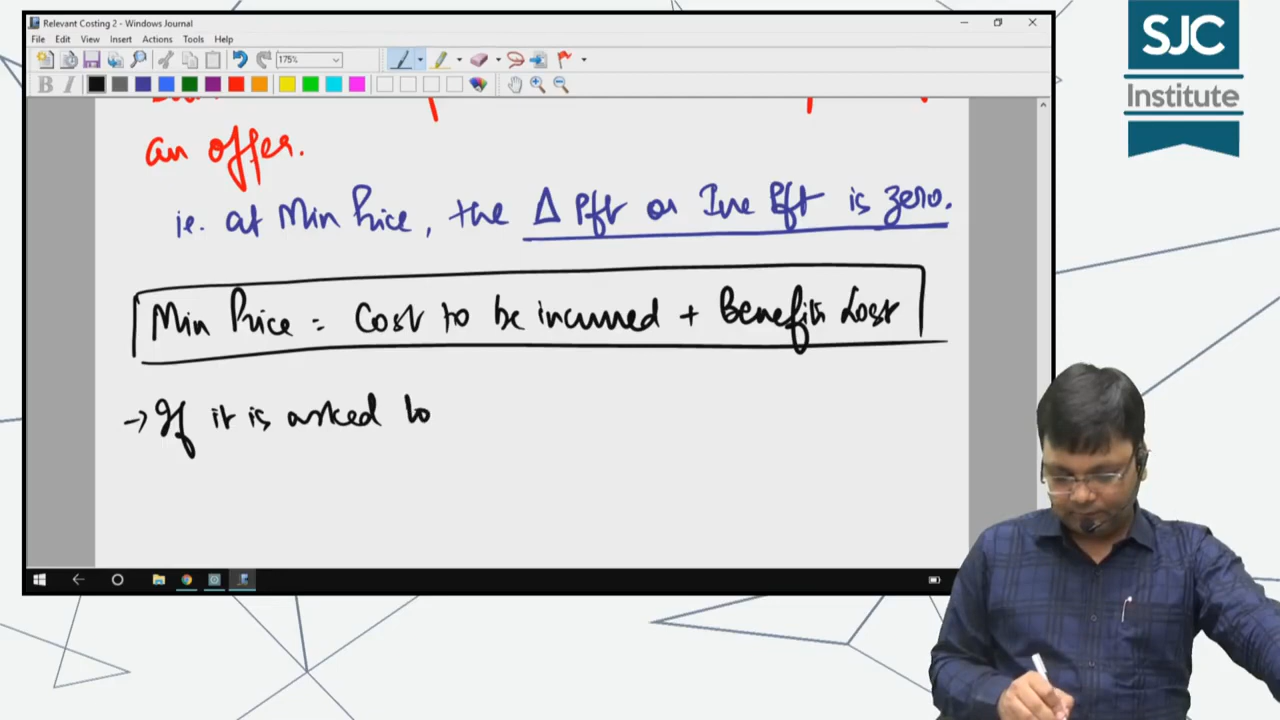 Relevant Costing 2 - Windows Journal
File Edit View Insert Actions Tools Help
175%
B I
an offer.
i.e. at Min Price, the Δ Pft or Inc Pft is zero.
Min Price = Cost to be incurred + Benefits Lost
→ If it is asked to
SJC
Institute